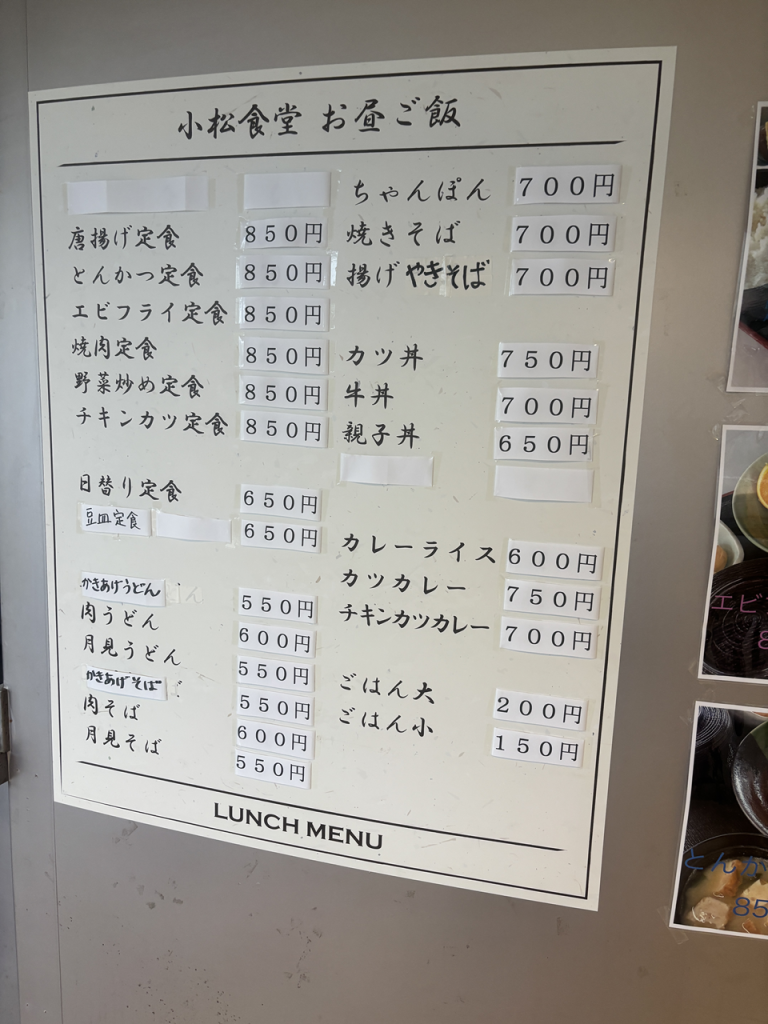 小松食堂 お昼ご飯
唐揚げ定食 850円
とんかつ定食 850円
エビフライ定食 850円
焼肉定食 850円
野菜炒め定食 850円
チキンカツ定食 850円
日替り定食 650円
豆皿定食 650円
かきあげうどん 550円
肉うどん 600円
月見うどん 550円
かきあげそば 550円
肉そば 600円
月見そば 550円
ちゃんぽん 700円
焼きそば 700円
揚げやきそば 700円
カツ丼 750円
牛丼 700円
親子丼 650円
カレーライス 600円
カツカレー 750円
チキンカツカレー 700円
ごはん大 200円
ごはん小 150円
LUNCH MENU
エビ
8
とんか
85